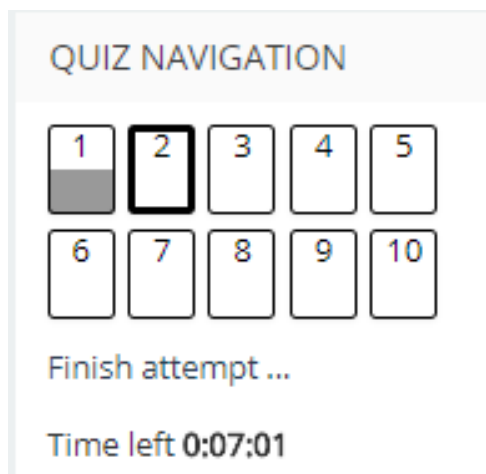 QUIZ NAVIGATION
1 2 3 4 5
6 7 8 9 10
Finish attempt ...
Time left 0:07:01